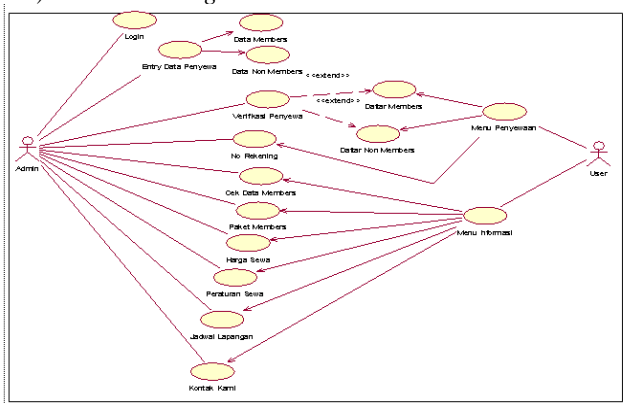 Login
Data Members
Entry Data Penyewa
Data Non Members
<<extend>>
<<extend>>
Verifikasi Penyewa
Daftar Members
Menu Penyewaan
Daftar Non Members
No Rekening
Admin
User
Cek Data Members
Paket Members
Menu Informasi
Harga Sewa
Peraturan Sewa
Jadwal Lapangan
Kontak Kami